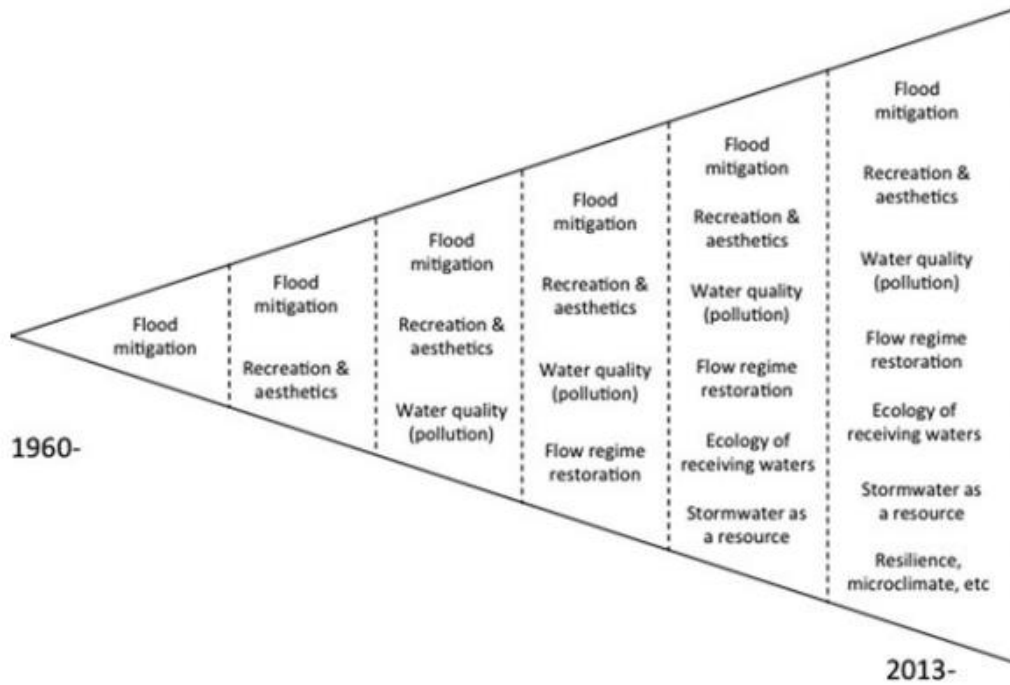 Flood
mitigation
Flood
mitigation
Recreation &
aesthetics
Flood
mitigation
Recreation &
aesthetics
Water quality
(pollution)
Flood
mitigation
Recreation &
aesthetics
Water quality
(pollution)
Flow regime
restoration
Flood
mitigation
Recreation &
aesthetics
Water quality
(pollution)
Flow regime
restoration
Ecology of
receiving waters
Stormwater as
a resource
Flood
mitigation
Recreation &
aesthetics
Water quality
(pollution)
Flow regime
restoration
Ecology of
receiving waters
Stormwater as
a resource
Resilience,
microclimate, etc
1960-
2013-